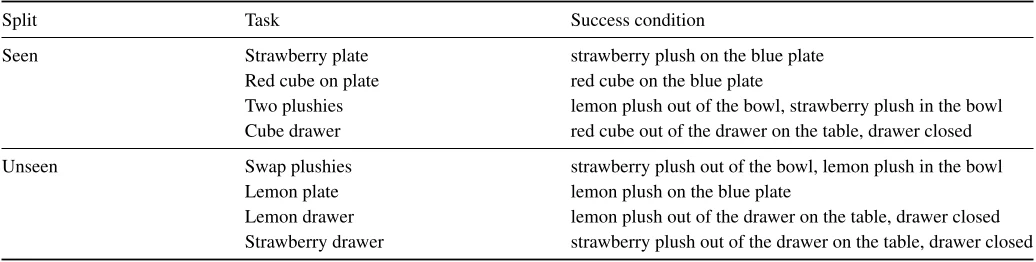 Split Task Success condition
Seen Strawberry plate strawberry plush on the blue plate
Red cube on plate red cube on the blue plate
Two plushies lemon plush out of the bowl, strawberry plush in the bowl
Cube drawer red cube out of the drawer on the table, drawer closed
Unseen Swap plushies strawberry plush out of the bowl, lemon plush in the bowl
Lemon plate lemon plush on the blue plate
Lemon drawer lemon plush out of the drawer on the table, drawer closed
Strawberry drawer strawberry plush out of the drawer on the table, drawer closed